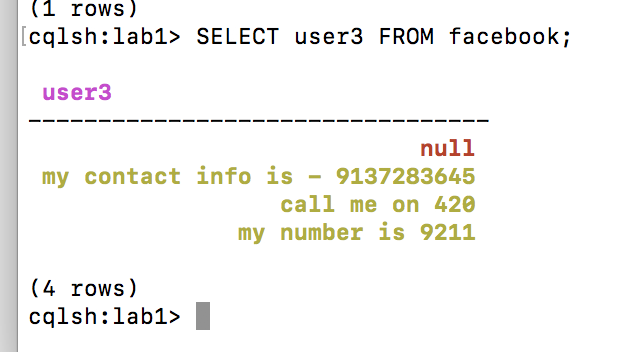 (1 rows)
[cqlsh:lab1> SELECT user3 FROM facebook;
user3
----------------------------------
null
my contact info is - 9137283645
call me on 420
my number is 9211
(4 rows)
cqlsh:lab1>